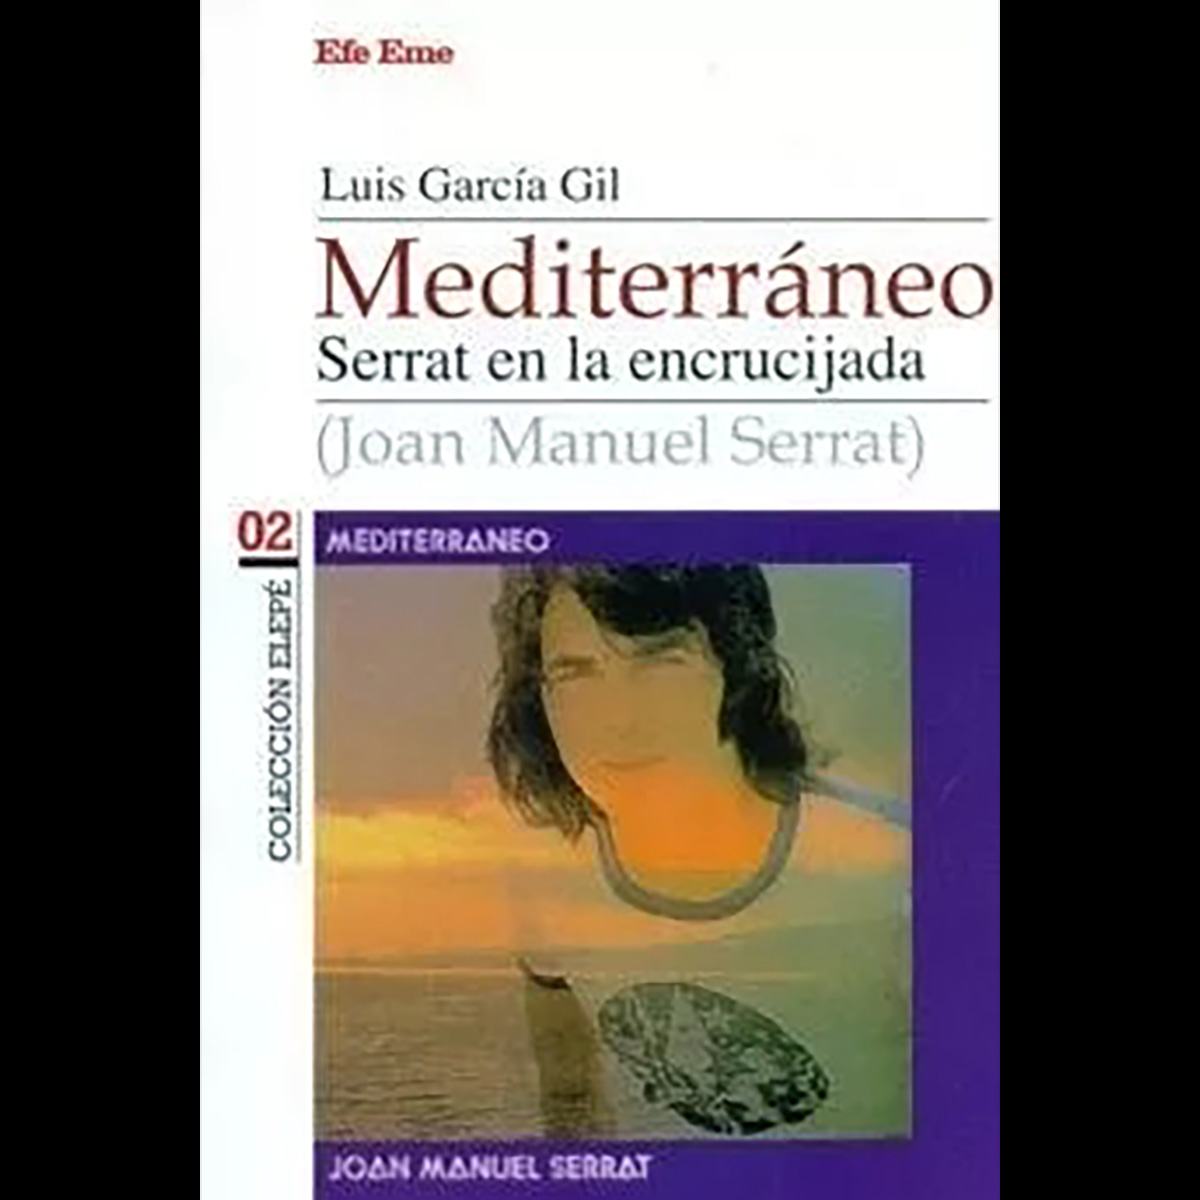 Efe Eme
Luis García Gil
Mediterráneo
Serrat en la encrucijada
(Joan Manuel Serrat)
02
COLECCIÓN ELEPÉ
MEDITERRANEO
JOAN MANUEL SERRAT